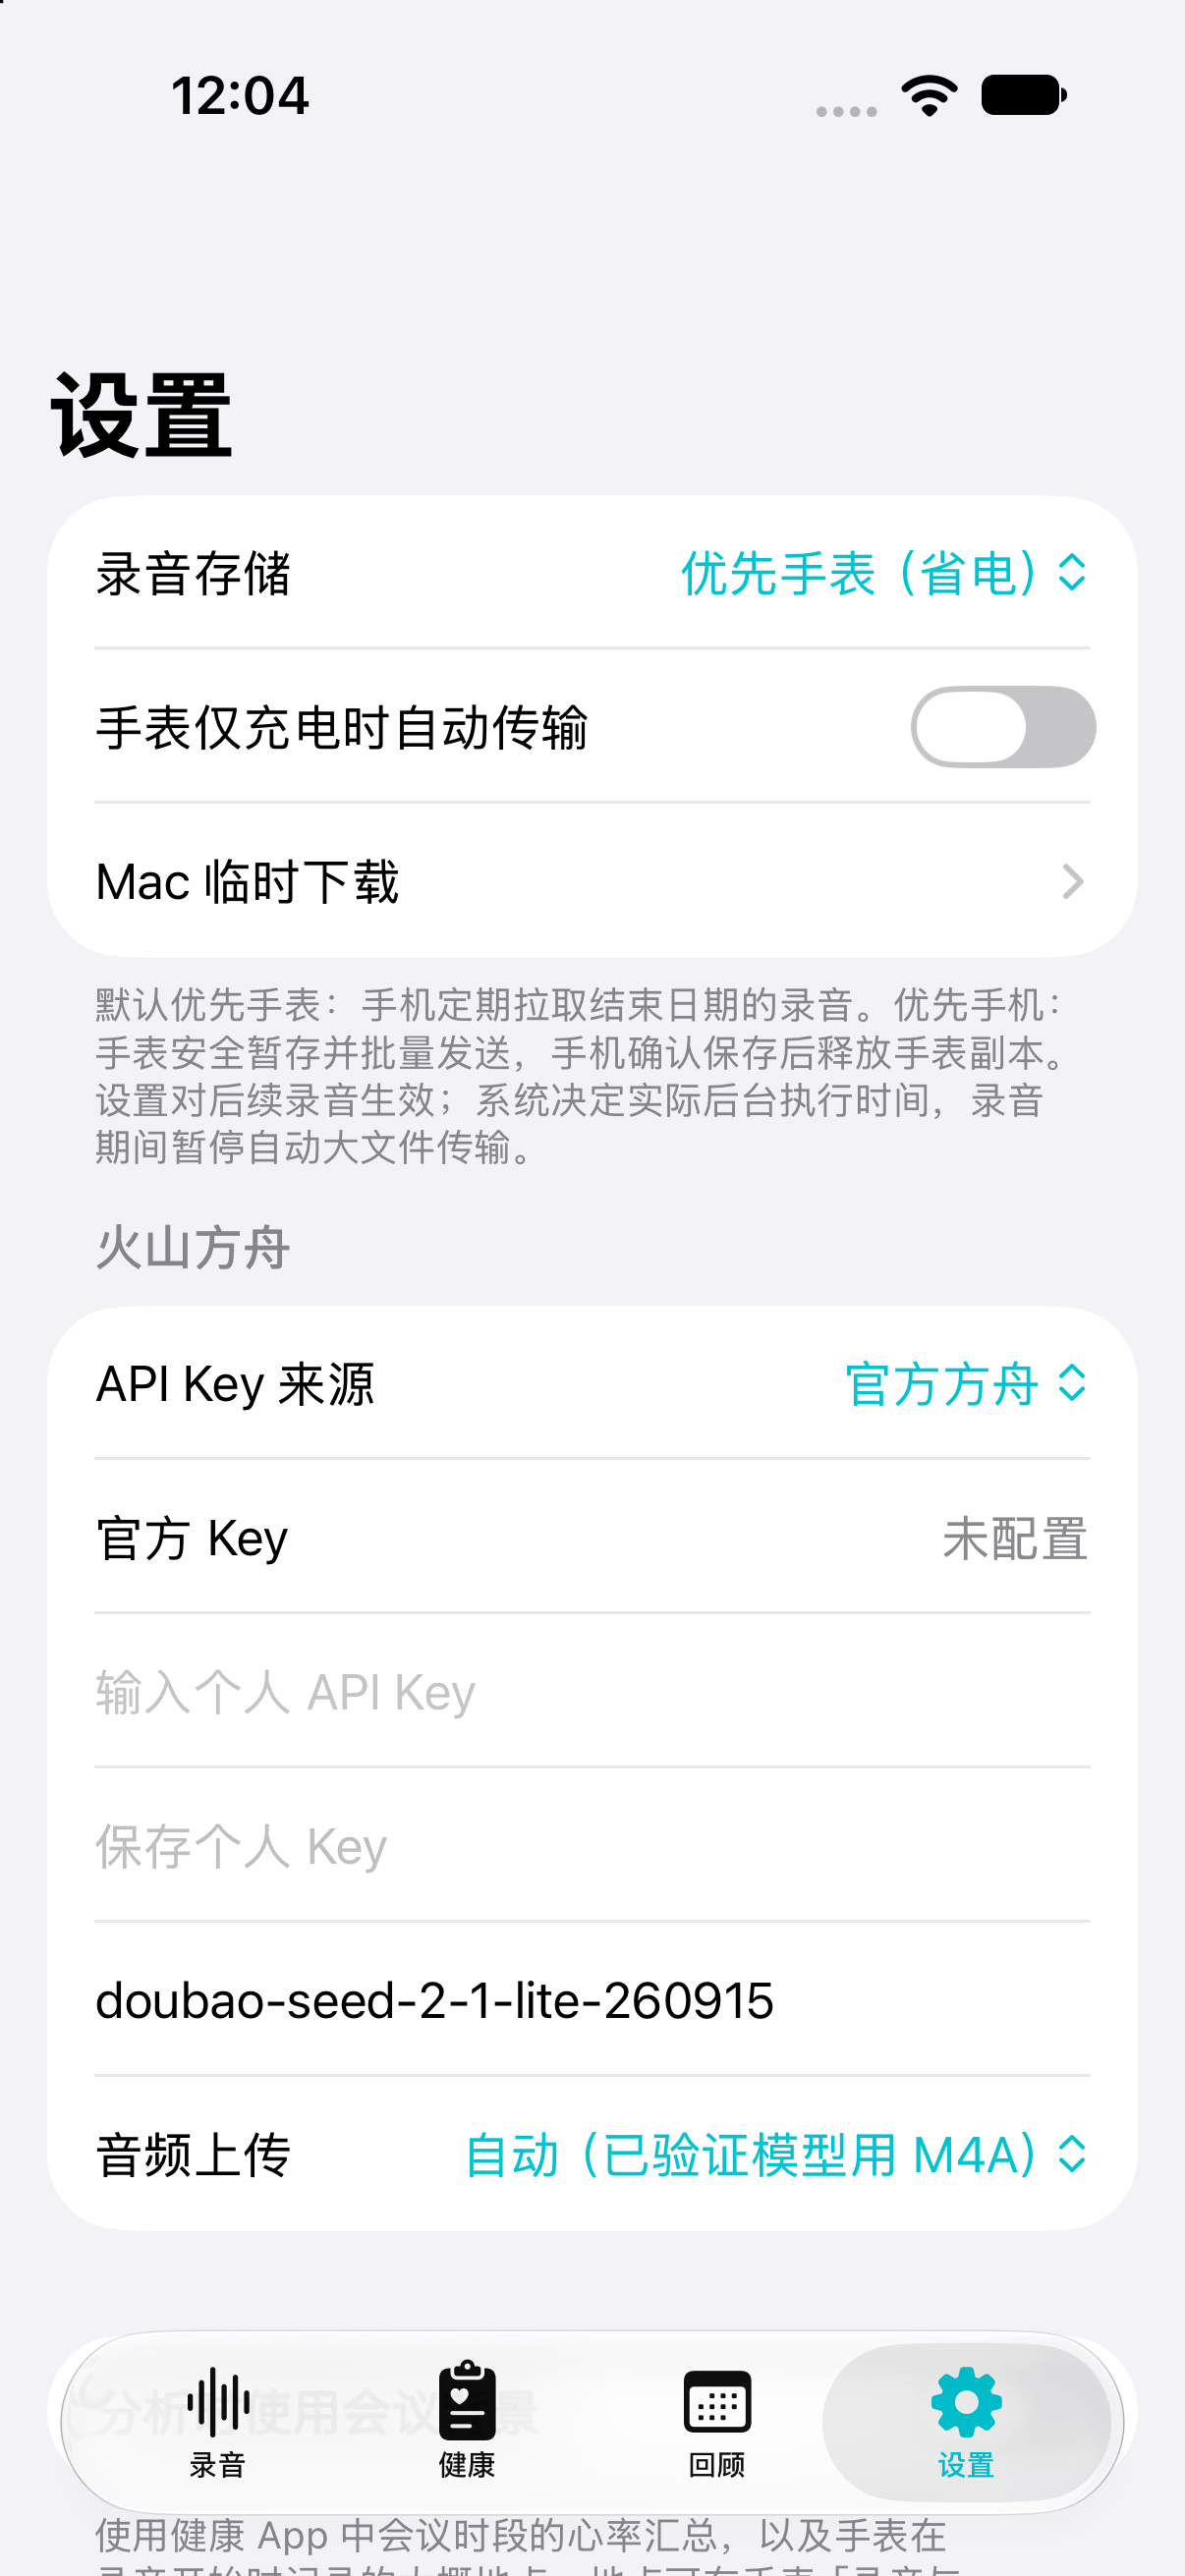 12:04
设置
录音存储
优先手表（省电）
手表仅充电时自动传输
Mac 临时下载
默认优先手表：手机定期拉取结束日期的录音。优先手机：
手表安全暂存并批量发送，手机确认保存后释放手表副本。
设置对后续录音生效；系统决定实际后台执行时间，录音
期间暂停自动大文件传输。
火山方舟
API Key 来源
官方方舟
官方 Key
未配置
输入个人 API Key
保存个人 Key
doubao-seed-2-1-lite-260915
音频上传
自动（已验证模型用 M4A）
分析 使用会议 景
录音
健康
回顾
设置
使用健康 App 中会议时段的心率汇总，以及手表在